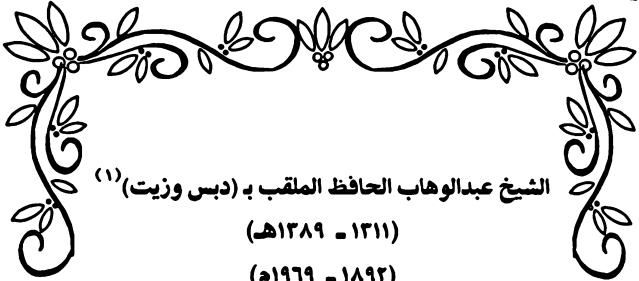 الشيخ عبدالوهاب الحافظ الملقب بـ (دبس وزيت)(١)
(١٣١١ ـ ١٣٨٩هـ)
(١٨٩٢ ـ ١٩٦٩م)